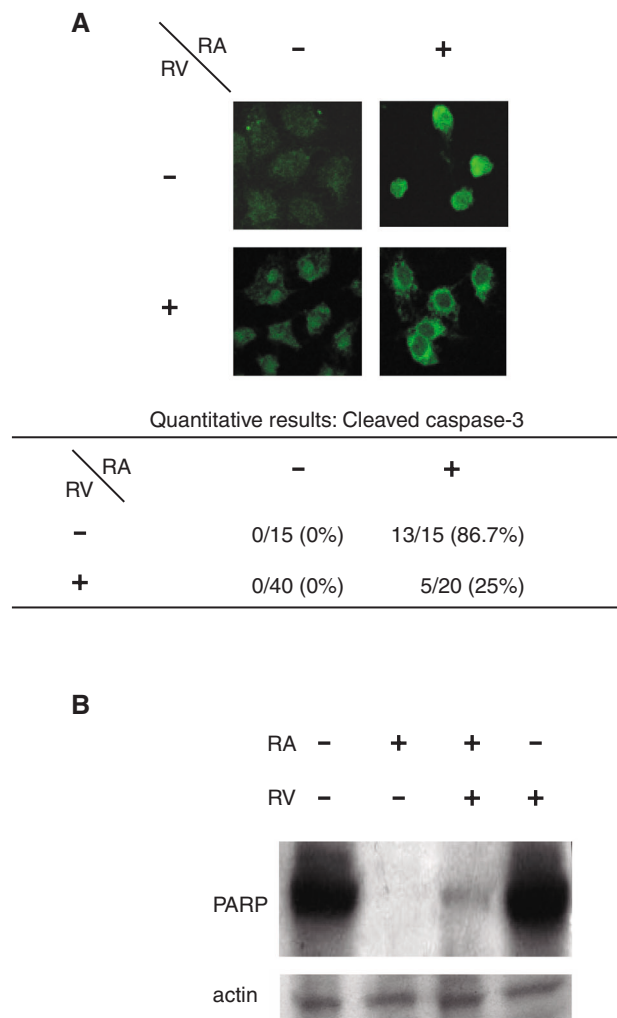 A
RA
RV
− +
−
+
Quantitative results: Cleaved caspase-3
RA
RV
− +
− 0/15 (0%) 13/15 (86.7%)
+ 0/40 (0%) 5/20 (25%)
B
RA − + + −
RV − − + +
PARP
actin